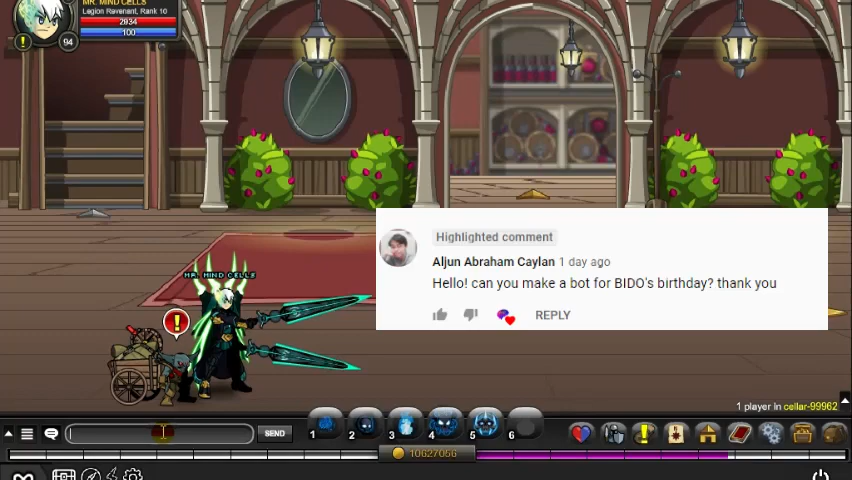 MR. MIND CELLS
Legion Revenant, Rank 10
2934
100
94
Highlighted comment
Aljun Abraham Caylan 1 day ago
Hello! can you make a bot for BIDO's birthday? thank you
REPLY
MR. MIND CELLS
1 player in cellar-99962
SEND
1 2 3 4 5 6
10627056